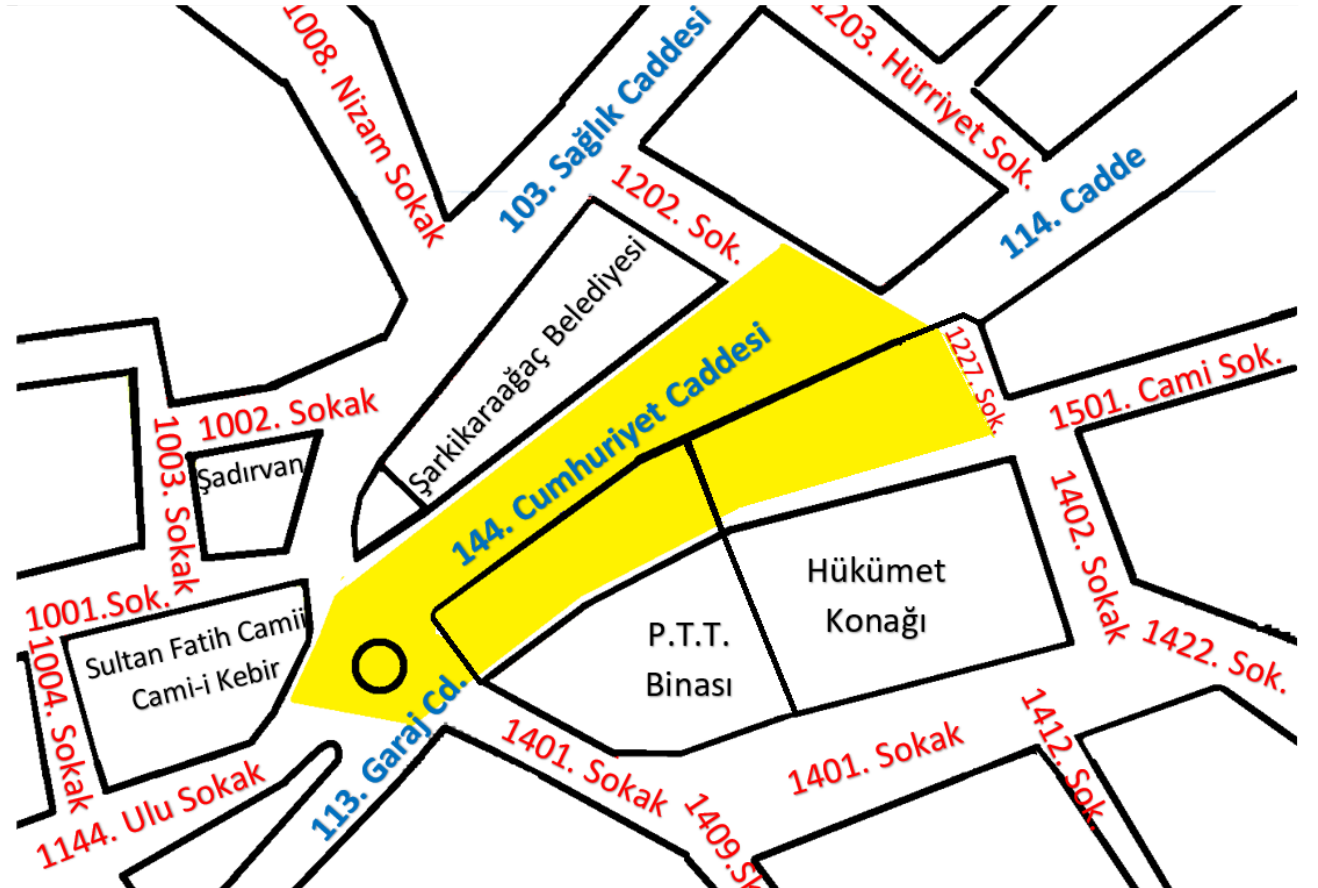 1008. Nizam Sokak
103. Sağlık Caddesi
1203. Hürriyet Sok.
114. Cadde
1202. Sok.
Şarkikaraağaç Belediyesi
144. Cumhuriyet Caddesi
1227. Sok.
1501. Cami Sok.
1002. Sokak
1003. Sokak
Şadırvan
1402. Sokak
Hükümet
Konağı
1001.Sok.
Sultan Fatih Camii
Cami-i Kebir
P.T.T.
Binası
1422. Sok.
1004. Sokak
113. Garaj Cd.
1401. Sokak
1401. Sokak
1412. Sok.
1144. Ulu Sokak
1409.Sk